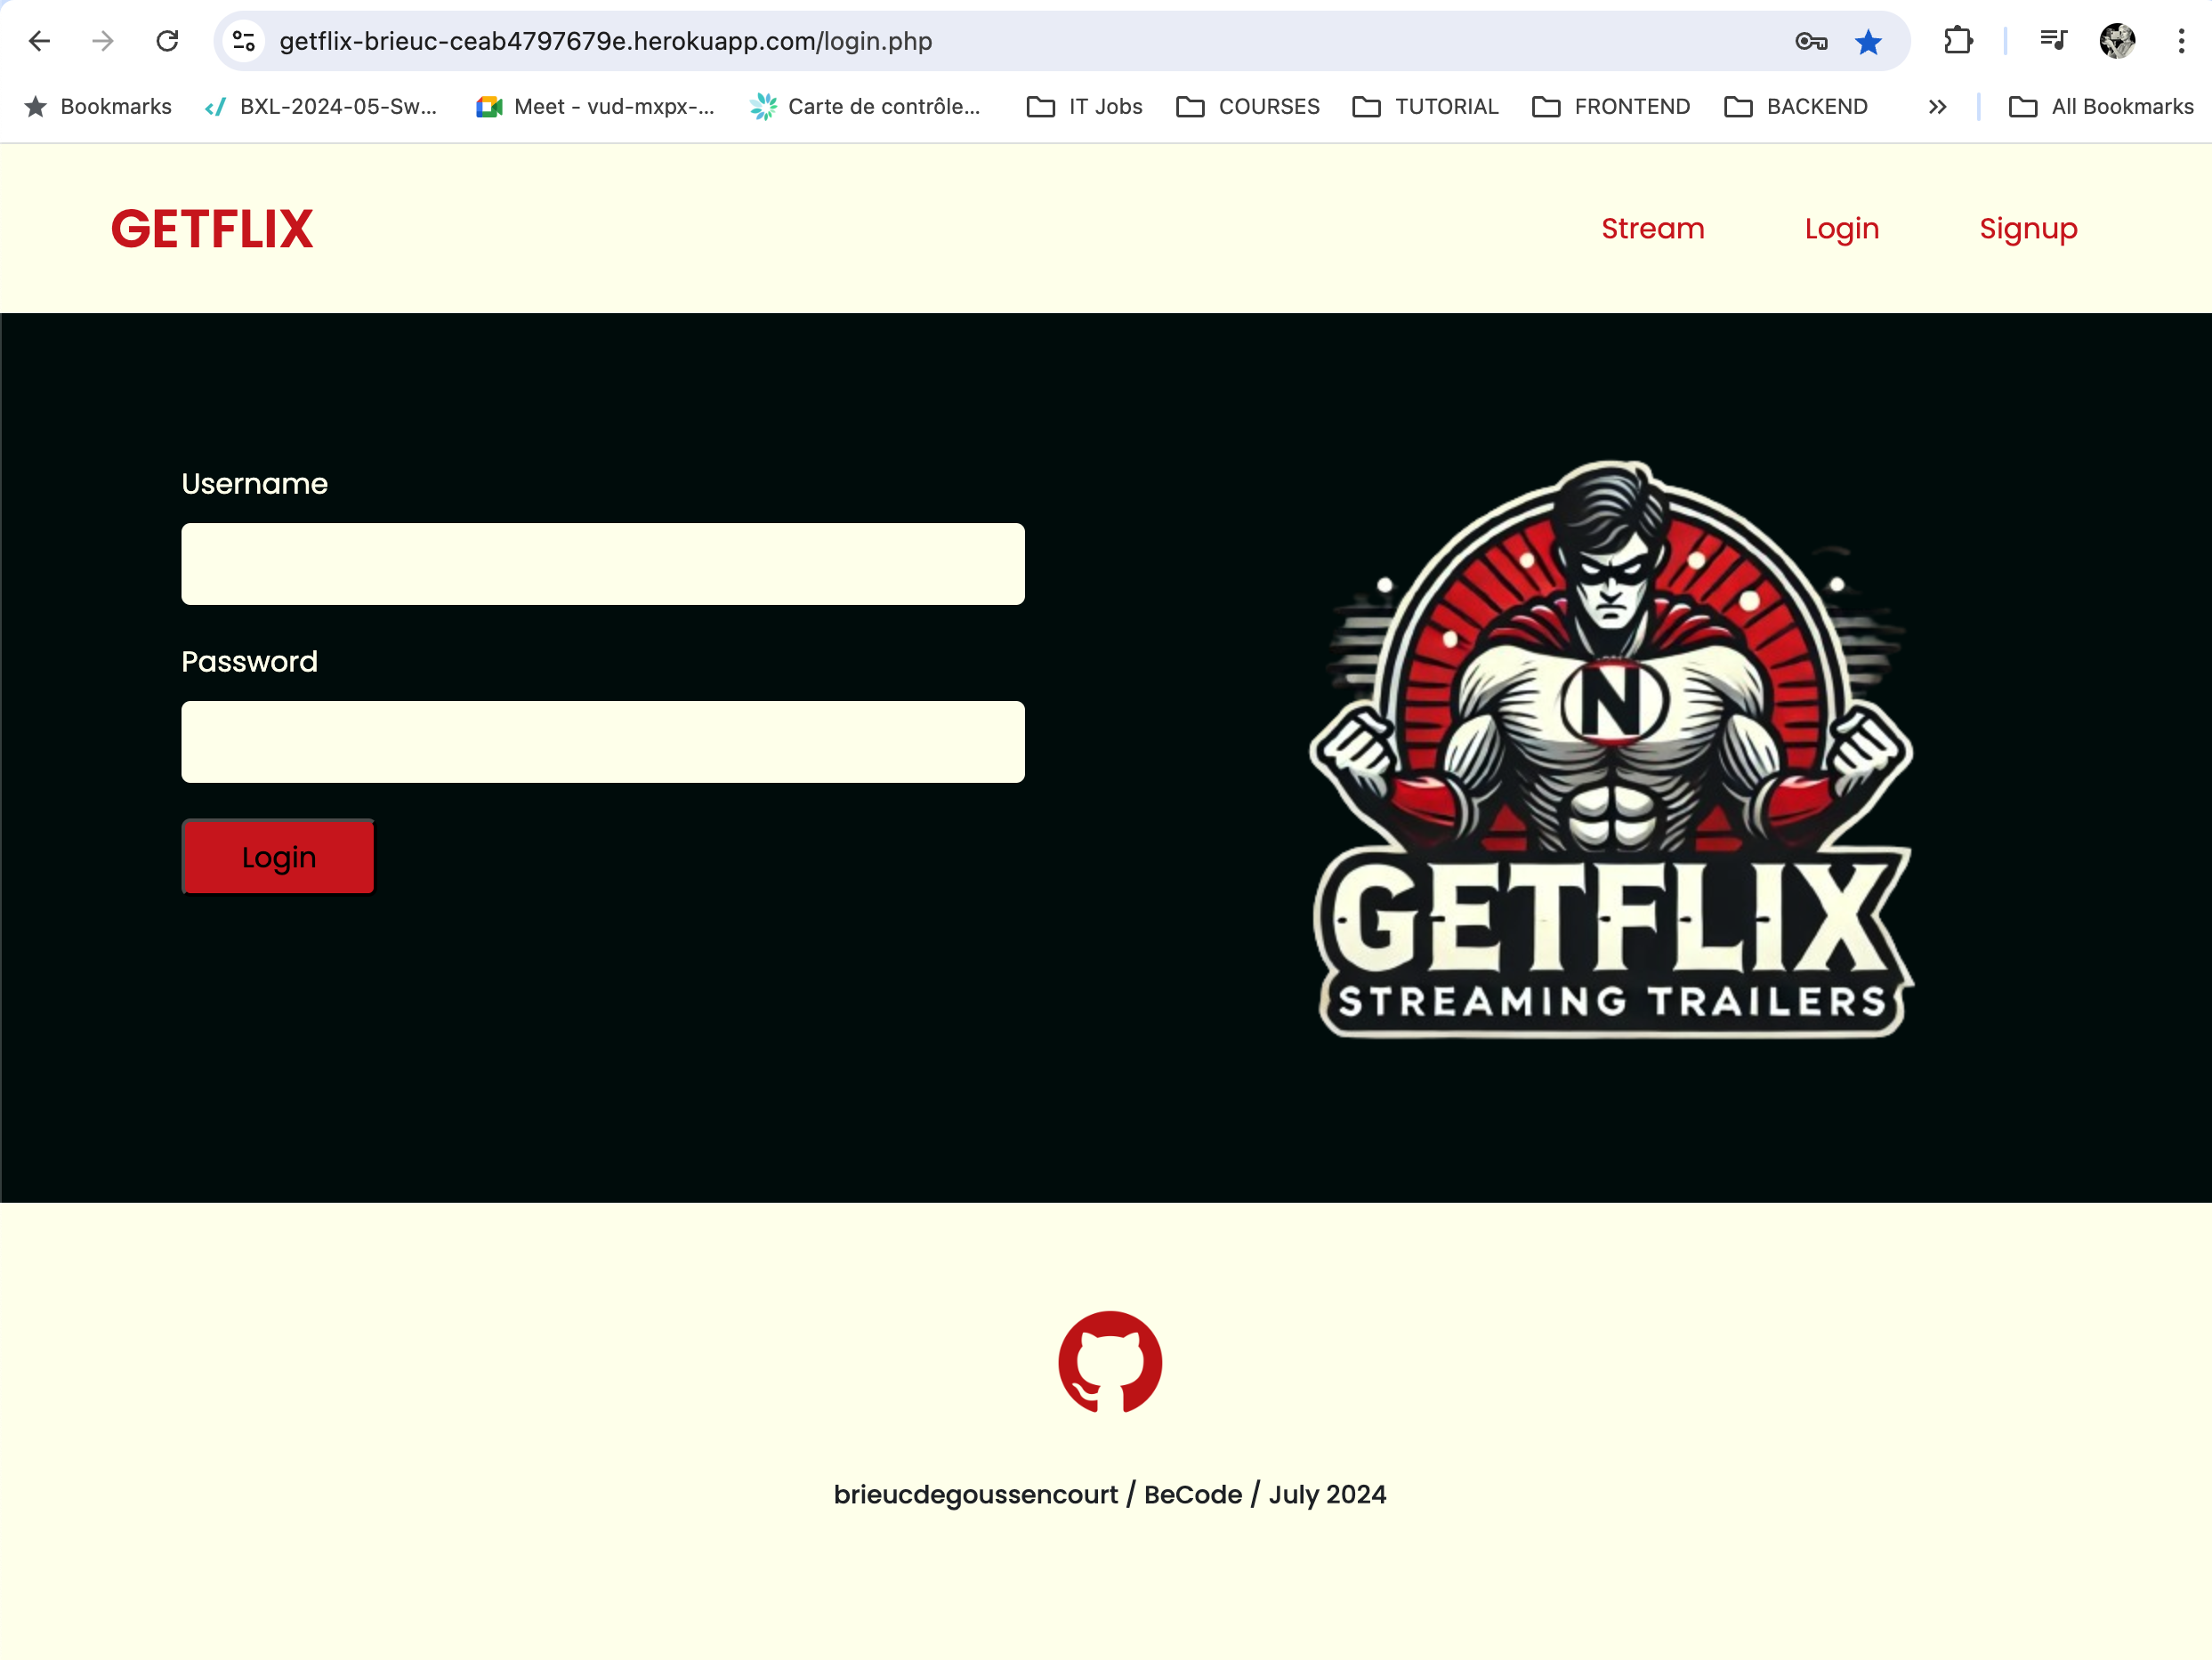 getflix-brieuc-ceab4797679e.herokuapp.com/login.php
Bookmarks BXL-2024-05-Sw... Meet - vud-mxpx-... Carte de contrôle... IT Jobs COURSES TUTORIAL FRONTEND BACKEND All Bookmarks
GETFLIX Stream Login Signup
Username
Password
Login
N
GETFLIX
STREAMING TRAILERS
brieucdegoussencourt / BeCode / July 2024